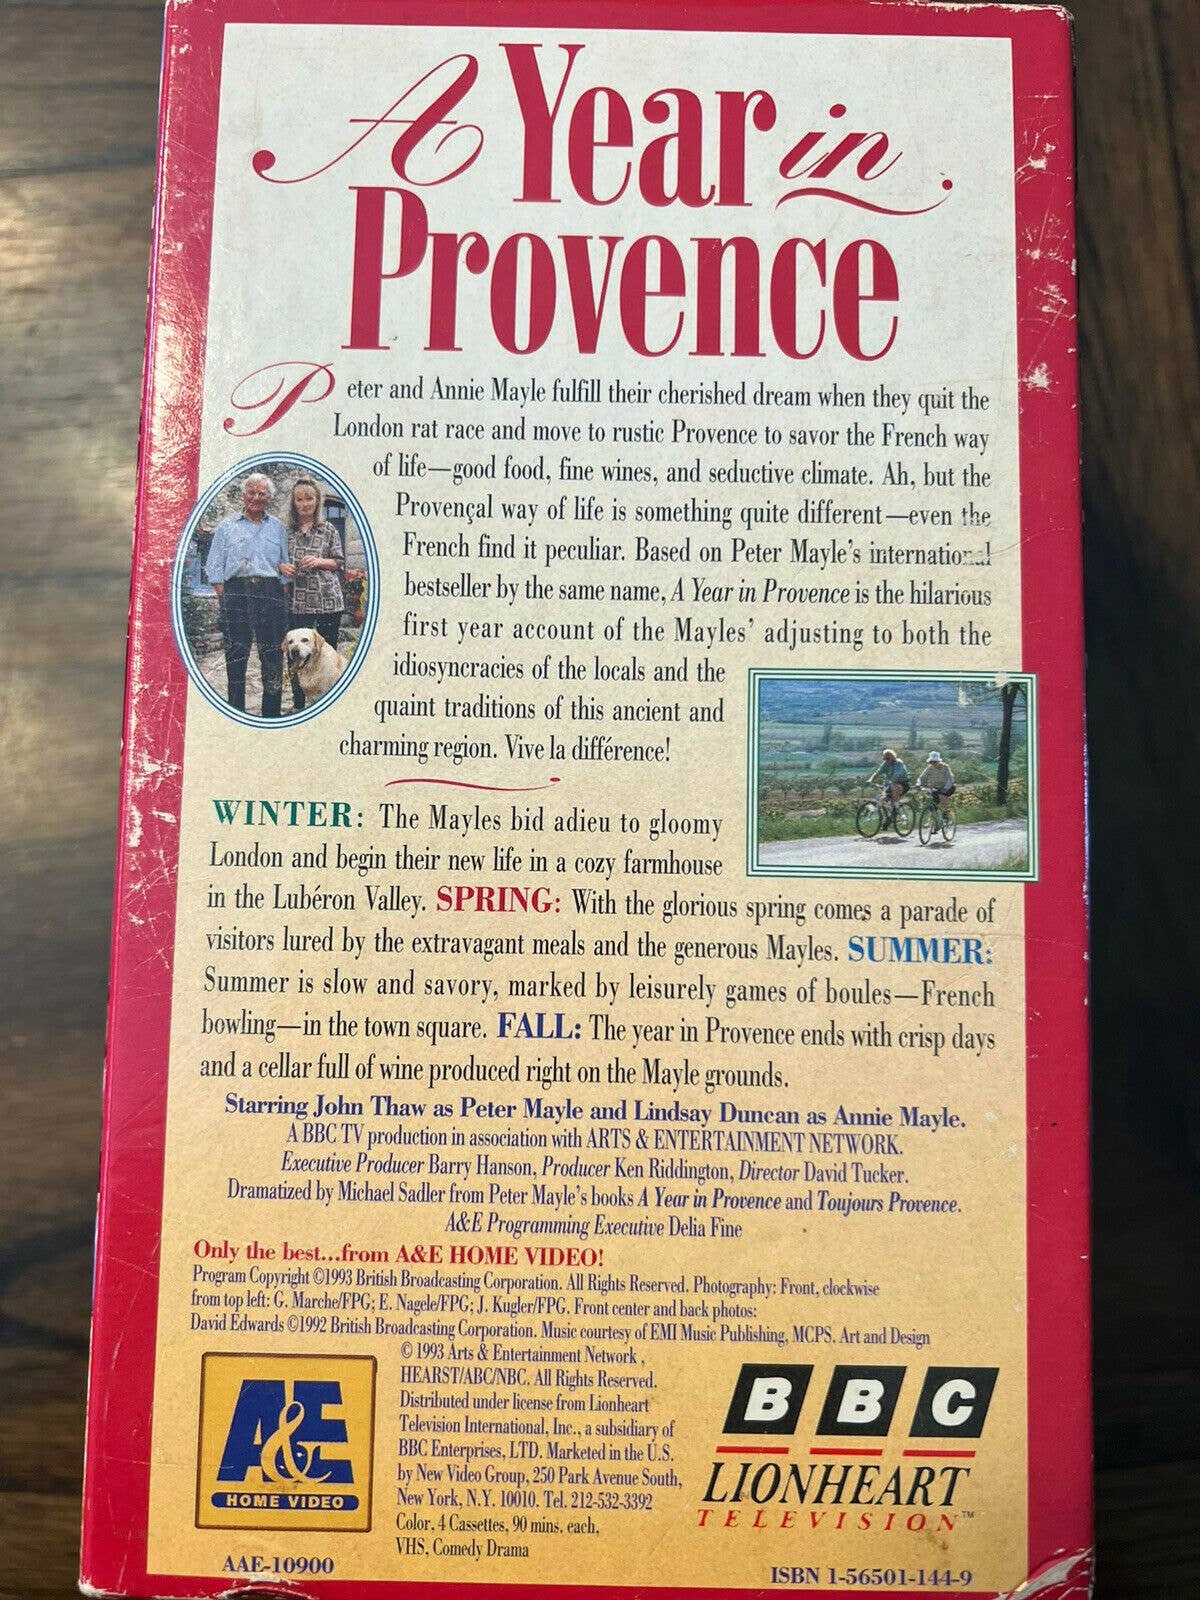 A Year in
Provence
Peter and Annie Mayle fulfill their cherished dream when they quit the
London rat race and move to rustic Provence to savor the French way
of life—good food, fine wines, and seductive climate. Ah, but the
Provençal way of life is something quite different—even the
French find it peculiar. Based on Peter Mayle's international
bestseller by the same name, A Year in Provence is the hilarious
first year account of the Mayles' adjusting to both the
idiosyncracies of the locals and the
quaint traditions of this ancient and
charming region. Vive la différence!
WINTER: The Mayles bid adieu to gloomy
London and begin their new life in a cozy farmhouse
in the Lubéron Valley. SPRING: With the glorious spring comes a parade of
visitors lured by the extravagant meals and the generous Mayles. SUMMER:
Summer is slow and savory, marked by leisurely games of boules—French
bowling—in the town square. FALL: The year in Provence ends with crisp days
and a cellar full of wine produced right on the Mayle grounds.
Starring John Thaw as Peter Mayle and Lindsay Duncan as Annie Mayle.
A BBC TV production in association with ARTS & ENTERTAINMENT NETWORK.
Executive Producer Barry Hanson, Producer Ken Riddington, Director David Tucker.
Dramatized by Michael Sadler from Peter Mayle's books A Year in Provence and Toujours Provence.
A&E Programming Executive Delia Fine
Only the best...from A&E HOME VIDEO!
Program Copyright ©1993 British Broadcasting Corporation. All Rights Reserved. Photography: Front, clockwise
from top left: G. Marche/FPG; E. Nagele/FPG; J. Kugler/FPG. Front center and back photos:
David Edwards ©1992 British Broadcasting Corporation. Music courtesy of EMI Music Publishing, MCPS. Art and Design
© 1993 Arts & Entertainment Network,
HEARST/ABC/NBC. All Rights Reserved.
Distributed under license from Lionheart
Television International, Inc., a subsidiary of
BBC Enterprises, LTD. Marketed in the U.S.
by New Video Group, 250 Park Avenue South,
New York, N.Y. 10010. Tel. 212-532-3392
Color, 4 Cassettes, 90 mins. each,
VHS, Comedy Drama
A&E
HOME VIDEO
AAE-10900
BBC
LIONHEART
TELEVISION™
ISBN 1-56501-144-9